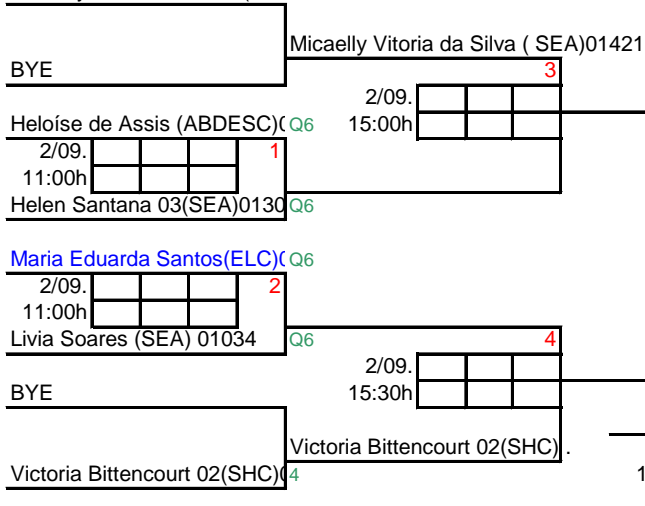 Micaelly Vitoria da Silva ( SEA)01421
BYE
3
2/09.
15:00h
Heloíse de Assis (ABDESC)( Q6
2/09.
1
11:00h
Helen Santana 03(SEA)0130 Q6
Maria Eduarda Santos(ELC)( Q6
2/09.
2
11:00h
Livia Soares (SEA) 01034 Q6
4
2/09.
15:30h
BYE
Victoria Bittencourt 02(SHC) .
Victoria Bittencourt 02(SHC)( 4
1